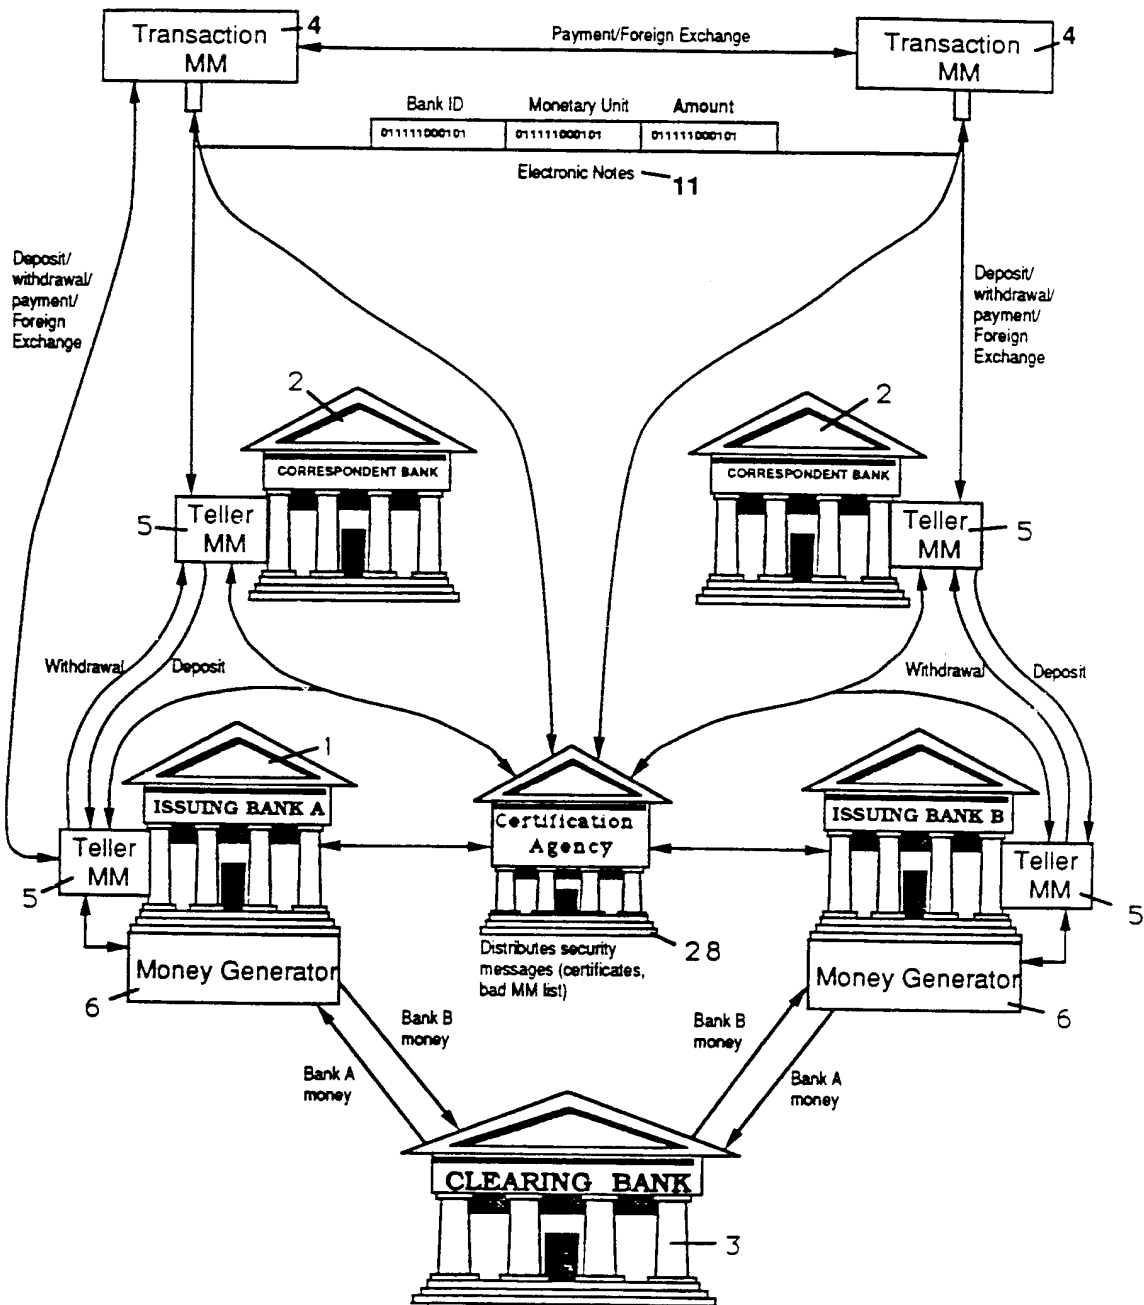 Transaction
MM
4
Payment/Foreign Exchange
Transaction
MM
4
Bank ID
Monetary Unit
Amount
011111000101
011111000101
011111000101
Electronic Notes
11
Deposit/
withdrawal/
payment/
Foreign
Exchange
Deposit/
withdrawal/
payment/
Foreign
Exchange
2
CORRESPONDENT BANK
2
CORRESPONDENT BANK
5
Teller
MM
Teller
MM
5
Withdrawal
Deposit
Withdrawal
Deposit
1
ISSUING BANK A
Certification
Agency
ISSUING BANK B
Teller
MM
5
Teller
MM
5
Money Generator
6
Distributes security
messages (certificates,
bad MM list)
28
Money Generator
6
Bank B
money
Bank A
money
Bank B
money
Bank A
money
CLEARING BANK
3